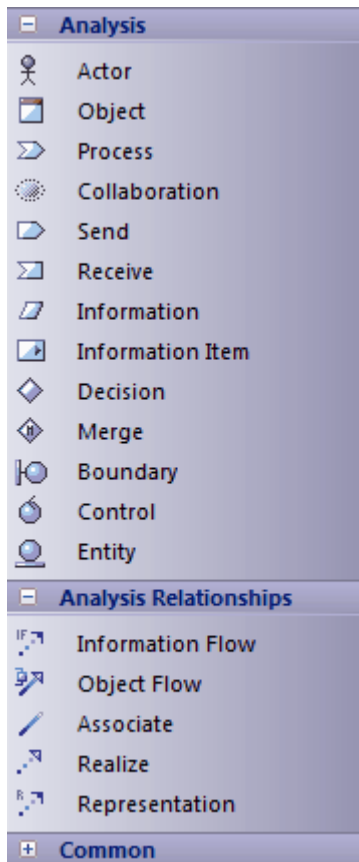 Analysis
Actor
Object
Process
Collaboration
Send
Receive
Information
Information Item
Decision
M Merge
Boundary
Control
Entity
Analysis Relationships
IF Information Flow
Object Flow
Associate
Realize
R Representation
Common